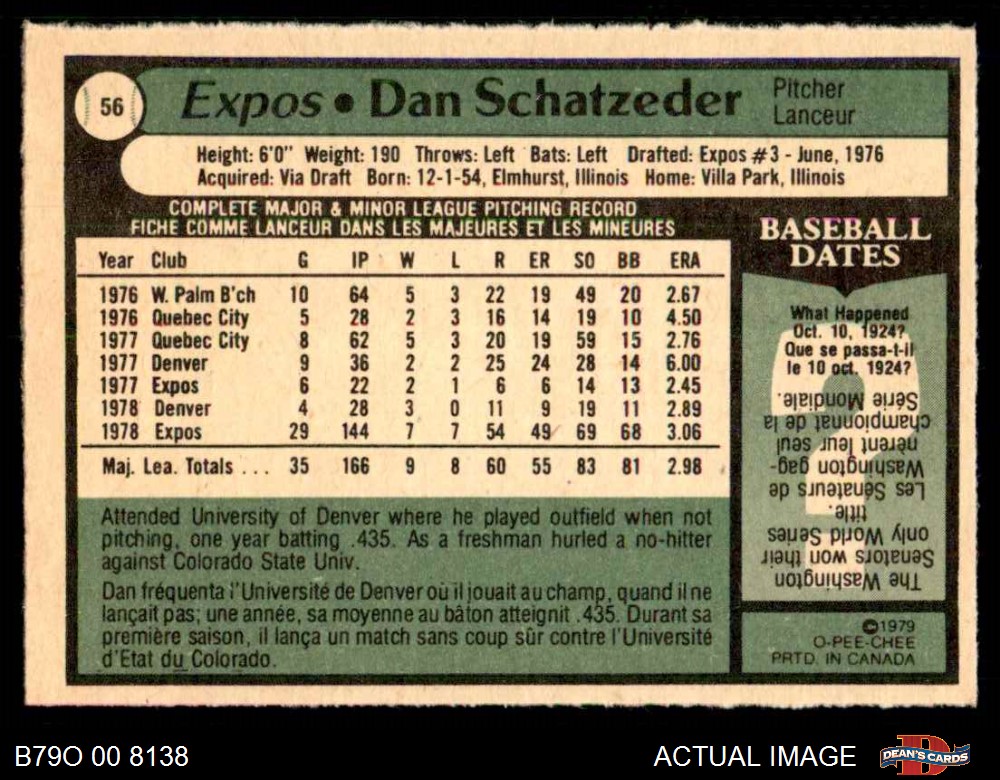 56
Expos • Dan Schatzeder
Pitcher
Lanceur
Height: 6'0" Weight: 190 Throws: Left Bats: Left Drafted: Expos #3 - June, 1976
Acquired: Via Draft Born: 12-1-54, Elmhurst, Illinois Home: Villa Park, Illinois
COMPLETE MAJOR & MINOR LEAGUE PITCHING RECORD
FICHE COMME LANCEUR DANS LES MAJEURES ET LES MINEURES
Year Club G IP W L R ER SO BB ERA
1976 W. Palm B'ch 10 64 5 3 22 19 49 20 2.67
1976 Quebec City 5 28 2 3 16 14 19 10 4.50
1977 Quebec City 8 62 5 3 20 19 59 15 2.76
1977 Denver 9 36 2 2 25 24 28 14 6.00
1977 Expos 6 22 2 1 6 6 14 13 2.45
1978 Denver 4 28 3 0 11 9 19 11 2.89
1978 Expos 29 144 7 7 54 49 69 68 3.06
Maj. Lea. Totals ... 35 166 9 8 60 55 83 81 2.98
Attended University of Denver where he played outfield when not
pitching, one year batting .435. As a freshman hurled a no-hitter
against Colorado State Univ.
Dan fréquenta l'Université de Denver où il jouait au champ, quand il ne
lançait pas; une année, sa moyenne au bâton atteignit .435. Durant sa
première saison, il lança un match sans coup sûr contre l'Université
d'Etat du Colorado.
BASEBALL
DATES
What Happened
Oct. 10, 1924?
Que se passa-t-il
le 10 oct. 1924?
The Washington
Senators won their
only World Series
title.
Les Sénateurs de
Washington gag-
nèrent leur seul
championnat de la
Série Mondiale.
©1979
O-PEE-CHEE
PRTD. IN CANADA
B79O 00 8138
ACTUAL IMAGE
DEAN'S CARDS